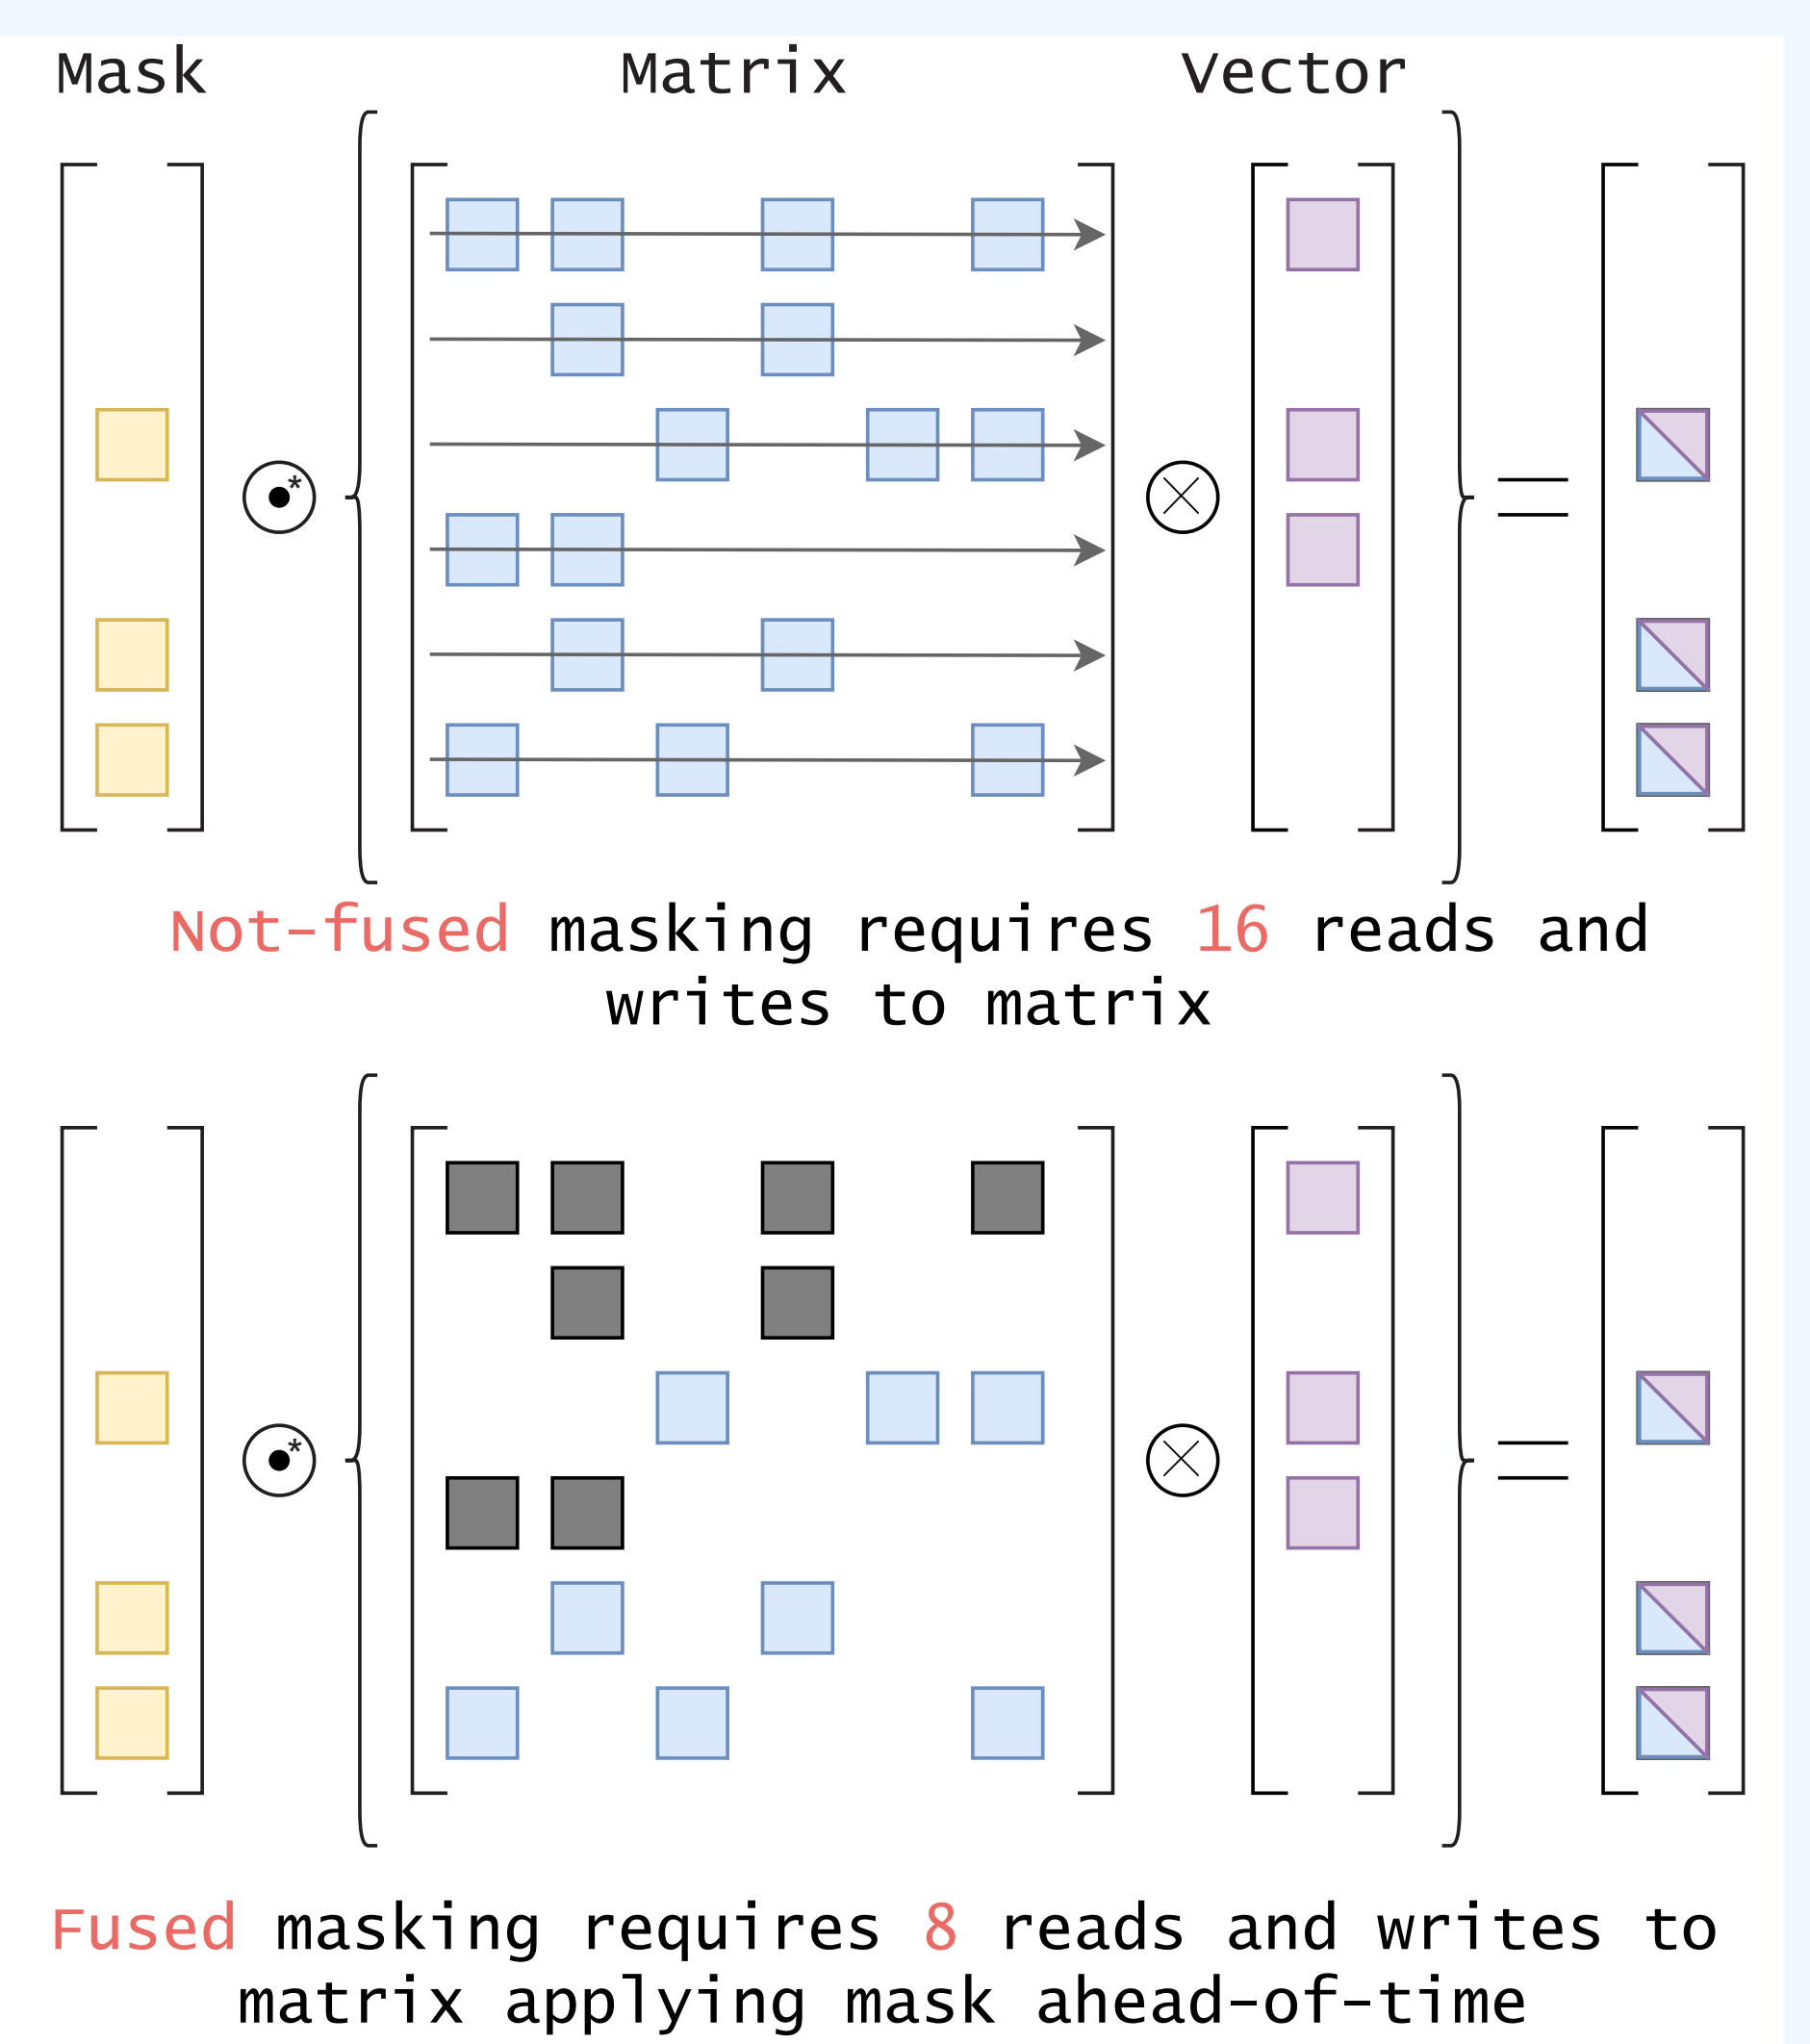 Mask Matrix Vector
Not-fused masking requires 16 reads and
writes to matrix
Fused masking requires 8 reads and writes to
matrix applying mask ahead-of-time